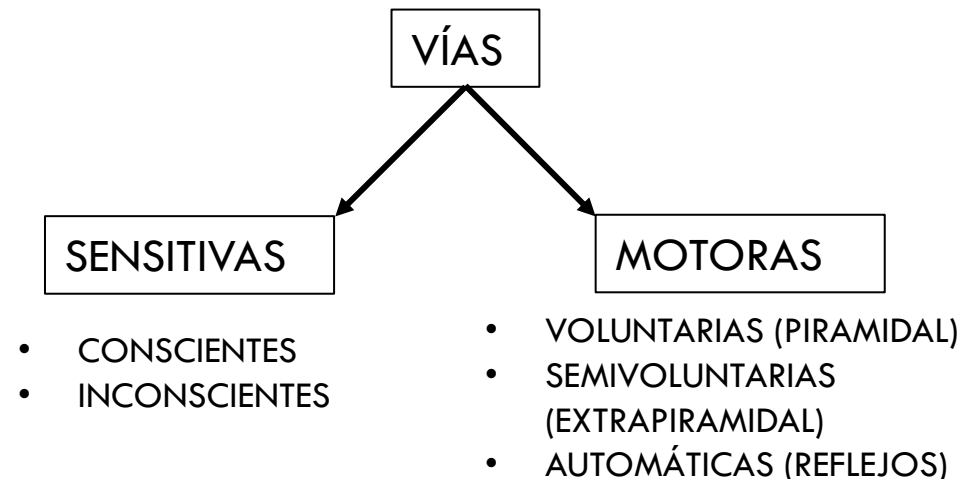 VÍAS
SENSITIVAS
• CONSCIENTES
• INCONSCIENTES
MOTORAS
• VOLUNTARIAS (PIRAMIDAL)
• SEMIVOLUNTARIAS
(EXTRAPIRAMIDAL)
• AUTOMÁTICAS (REFLEJOS)